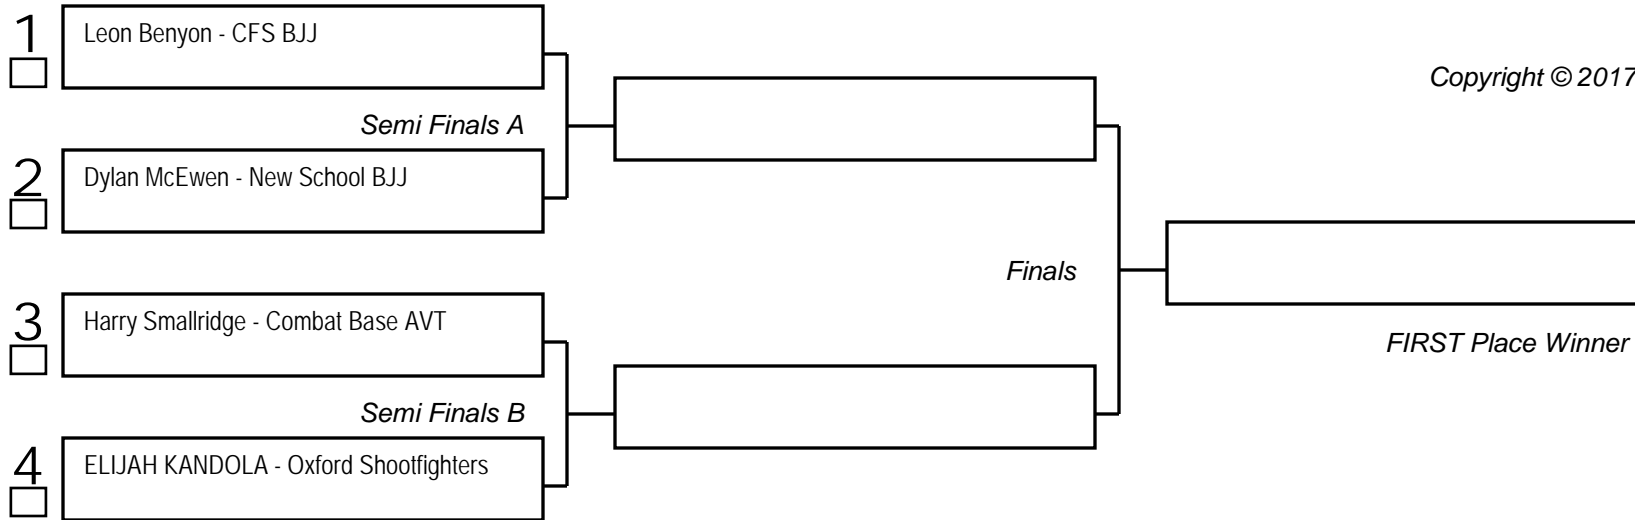 1
Leon Benyon - CFS BJJ
Copyright © 2017
Semi Finals A
2
Dylan McEwen - New School BJJ
Finals
3
Harry Smallridge - Combat Base AVT
FIRST Place Winner
Semi Finals B
4
ELIJAH KANDOLA - Oxford Shootfighters